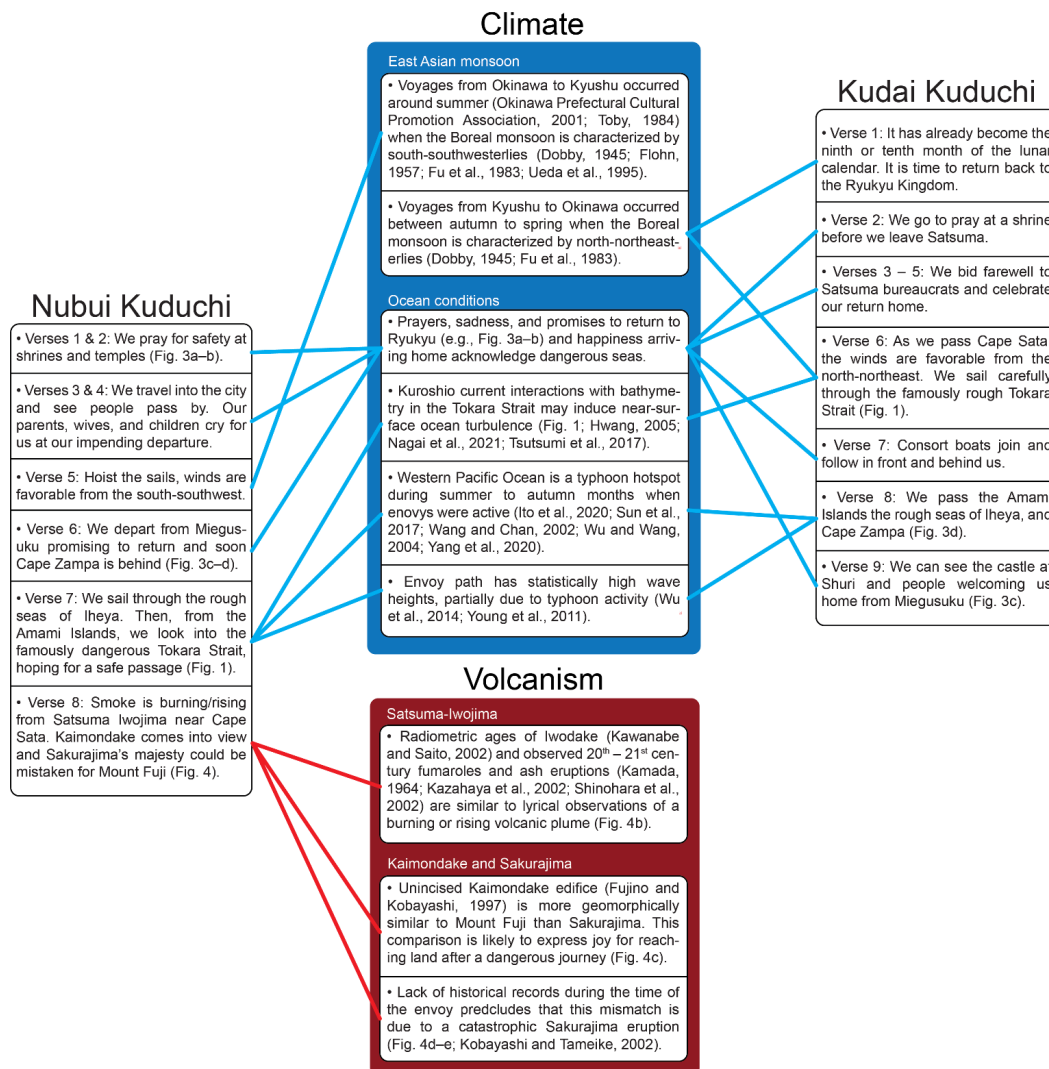 Climate
East Asian monsoon
• Voyages from Okinawa to Kyushu occurred
around summer (Okinawa Prefectural Cultural
Promotion Association, 2001; Toby, 1984)
when the Boreal monsoon is characterized by
south-southwesterlies (Dobby, 1945; Flohn,
1957; Fu et al., 1983; Ueda et al., 1995).
• Voyages from Kyushu to Okinawa occurred
between autumn to spring when the Boreal
monsoon is characterized by north-northeast-
erlies (Dobby, 1945; Fu et al., 1983).
Ocean conditions
• Prayers, sadness, and promises to return to
Ryukyu (e.g., Fig. 3a–b) and happiness arriv-
ing home acknowledge dangerous seas.
• Kuroshio current interactions with bathyme-
try in the Tokara Strait may induce near-sur-
face ocean turbulence (Fig. 1; Hwang, 2005;
Nagai et al., 2021; Tsutsumi et al., 2017).
• Western Pacific Ocean is a typhoon hotspot
during summer to autumn months when
enovys were active (Ito et al., 2020; Sun et al.,
2017; Wang and Chan, 2002; Wu and Wang,
2004; Yang et al., 2020).
• Envoy path has statistically high wave
heights, partially due to typhoon activity (Wu
et al., 2014; Young et al., 2011).
Nubui Kuduchi
• Verses 1 & 2: We pray for safety at
shrines and temples (Fig. 3a–b).
• Verses 3 & 4: We travel into the city
and see people pass by. Our
parents, wives, and children cry for
us at our impending departure.
• Verse 5: Hoist the sails, winds are
favorable from the south-southwest.
• Verse 6: We depart from Miegus-
uku promising to return and soon
Cape Zampa is behind (Fig. 3c–d).
• Verse 7: We sail through the rough
seas of Iheya. Then, from the
Amami Islands, we look into the
famously dangerous Tokara Strait,
hoping for a safe passage (Fig. 1).
• Verse 8: Smoke is burning/rising
from Satsuma Iwojima near Cape
Sata. Kaimondake comes into view
and Sakurajima's majesty could be
mistaken for Mount Fuji (Fig. 4).
Kudai Kuduchi
• Verse 1: It has already become the
ninth or tenth month of the lunar
calendar. It is time to return back to
the Ryukyu Kingdom.
• Verse 2: We go to pray at a shrine
before we leave Satsuma.
• Verses 3 – 5: We bid farewell to
Satsuma bureaucrats and celebrate
our return home.
• Verse 6: As we pass Cape Sata,
the winds are favorable from the
north-northeast. We sail carefully
through the famously rough Tokara
Strait (Fig. 1).
• Verse 7: Consort boats join and
follow in front and behind us.
• Verse 8: We pass the Amami
Islands the rough seas of Iheya, and
Cape Zampa (Fig. 3d).
• Verse 9: We can see the castle at
Shuri and people welcoming us
home from Miegusuku (Fig. 3c).
Volcanism
Satsuma-Iwojima
• Radiometric ages of Iwodake (Kawanabe
and Saito, 2002) and observed 20th – 21st cen-
tury fumaroles and ash eruptions (Kamada,
1964; Kazahaya et al., 2002; Shinohara et al.,
2002) are similar to lyrical observations of a
burning or rising volcanic plume (Fig. 4b).
Kaimondake and Sakurajima
• Unincised Kaimondake edifice (Fujino and
Kobayashi, 1997) is more geomorphically
similar to Mount Fuji than Sakurajima. This
comparison is likely to express joy for reach-
ing land after a dangerous journey (Fig. 4c).
• Lack of historical records during the time of
the envoy predcludes that this mismatch is
due to a catastrophic Sakurajima eruption
(Fig. 4d–e; Kobayashi and Tameike, 2002).